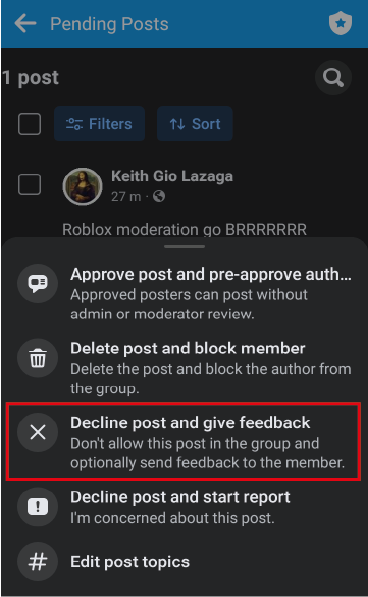 Pending Posts
1 post
Filters
Sort
Keith Gio Lazaga
27 m ·
Roblox moderation go BRRRRRRR
Approve post and pre-approve auth...
Approved posters can post without
admin or moderator review.
Delete post and block member
Delete the post and block the author from
the group.
Decline post and give feedback
Don't allow this post in the group and
optionally send feedback to the member.
Decline post and start report
I'm concerned about this post.
# Edit post topics